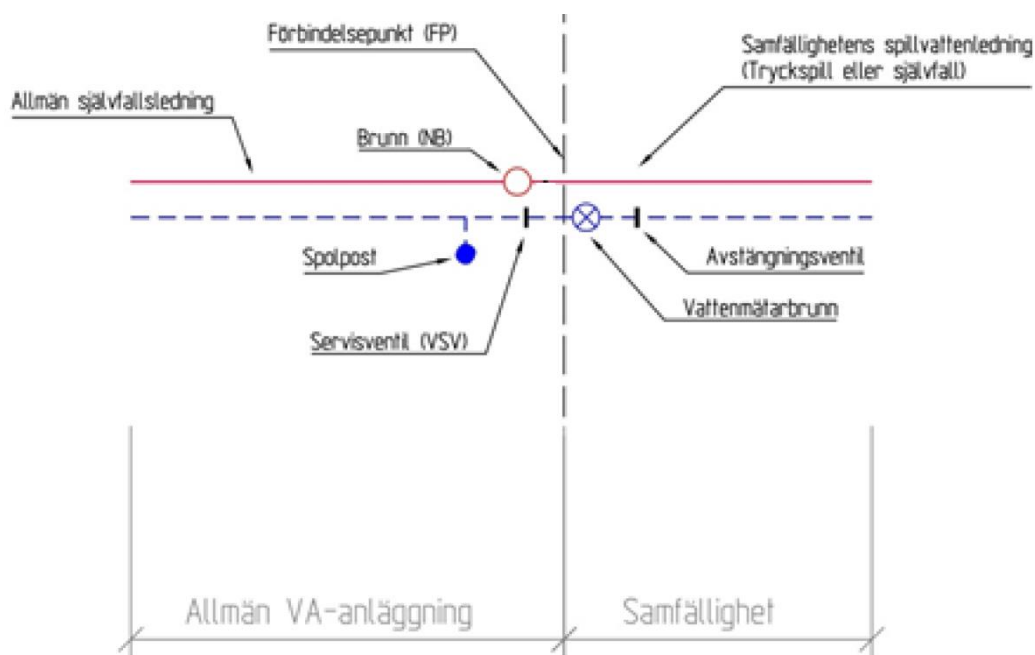 Förbindelsepunkt (FP)
Samfällighetens spillvattenledning
(Tryckspill eller självfall)
Allmän självfallsledning
Brunn (NB)
Spolpost
Avstängningsventil
Vattenmätarbrunn
Servisventil (VSV)
Allmän VA-anläggning
Samfällighet